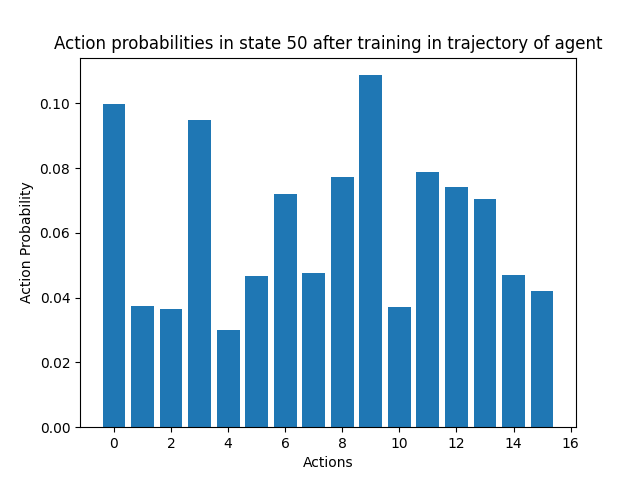 Action probabilities in state 50 after training in trajectory of agent
0.10
0.08
0.06
0.04
0.02
0.00
Action Probability
0 2 4 6 8 10 12 14 16
Actions